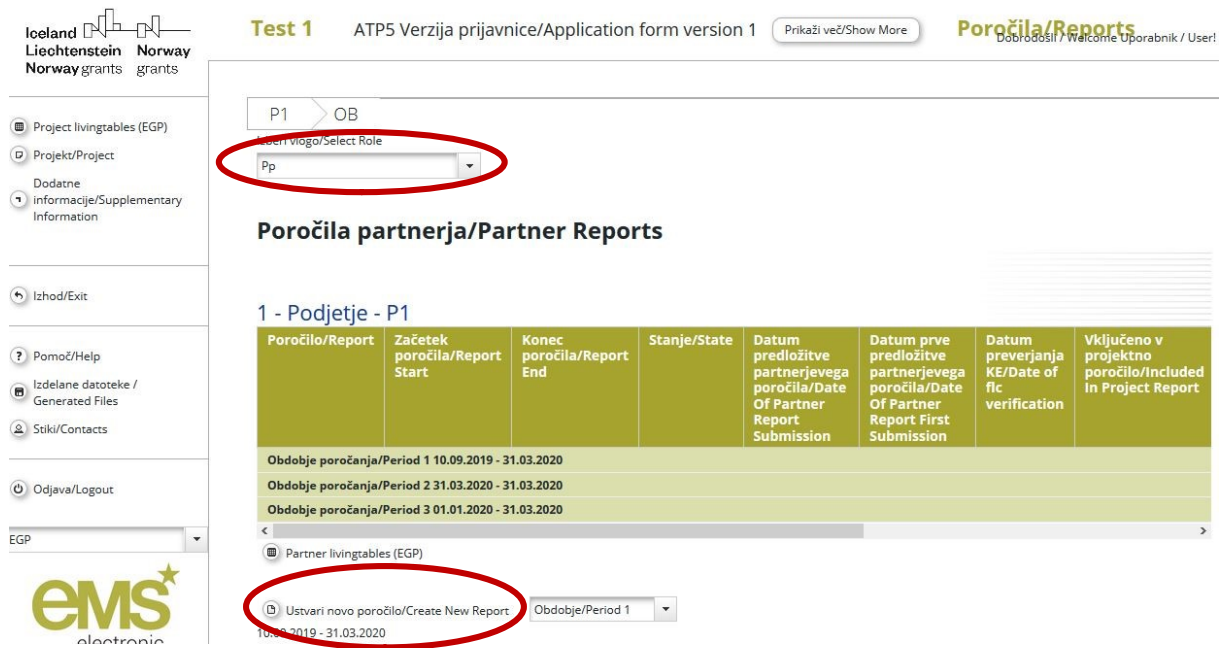 Iceland
Liechtenstein Norway
Norway grants grants
Test 1 ATP5 Verzija prijavnice/Application form version 1 Prikaži več/Show More Poročila/Reports
Dobrodošli / Welcome Uporabnik / User!
Project livingtables (EGP)
Projekt/Project
Dodatne
informacije/Supplementary
Information
Izhod/Exit
Pomoč/Help
Izdelane datoteke /
Generated Files
Stiki/Contacts
Odjava/Logout
EGP
eMS
electronic
P1 OB
Izberi vlogo/Select Role
Pp
Poročila partnerja/Partner Reports
1 - Podjetje - P1
Poročilo/Report
Začetek
poročila/Report
Start
Konec
poročila/Report
End
Stanje/State
Datum
predložitve
partnerjevega
poročila/Date
Of Partner
Report
Submission
Datum prve
predložitve
partnerjevega
poročila/Date
Of Partner
Report First
Submission
Datum
preverjanja
KE/Date of
flc
verification
Vključeno v
projektno
poročilo/Included
In Project Report
Obdobje poročanja/Period 1 10.09.2019 - 31.03.2020
Obdobje poročanja/Period 2 31.03.2020 - 31.03.2020
Obdobje poročanja/Period 3 01.01.2020 - 31.03.2020
Partner livingtables (EGP)
Ustvari novo poročilo/Create New Report Obdobje/Period 1
10.09.2019 - 31.03.2020